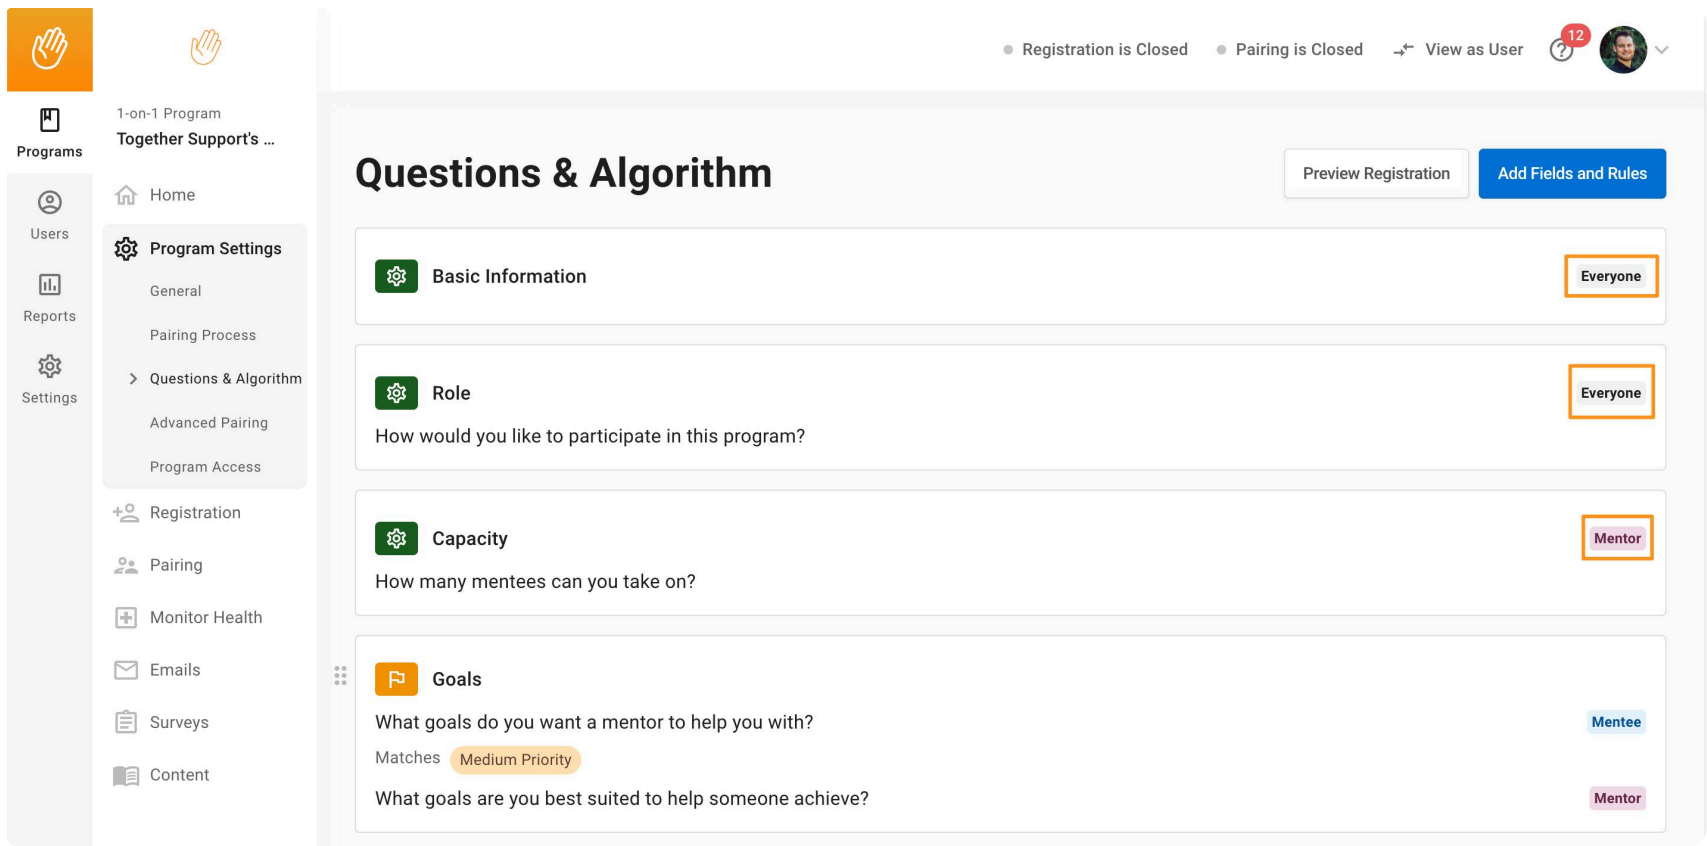 Registration is Closed
Pairing is Closed
View as User
12
Programs
Users
Reports
Settings
1-on-1 Program
Together Support's ...
Home
Program Settings
General
Pairing Process
Questions & Algorithm
Advanced Pairing
Program Access
Registration
Pairing
Monitor Health
Emails
Surveys
Content
Questions & Algorithm
Preview Registration
Add Fields and Rules
Basic Information
Everyone
Role
Everyone
How would you like to participate in this program?
Capacity
Mentor
How many mentees can you take on?
Goals
What goals do you want a mentor to help you with?
Mentee
Matches Medium Priority
What goals are you best suited to help someone achieve?
Mentor